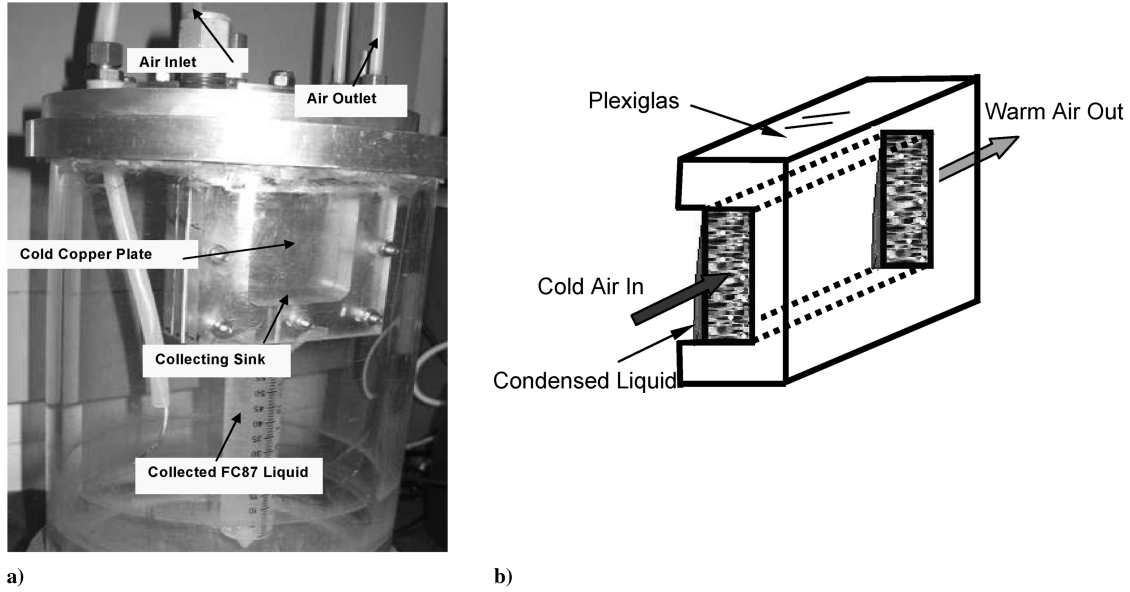 Air Inlet
Air Outlet
Cold Copper Plate
Collecting Sink
Collected FC87 Liquid
a)
Plexiglas
Warm Air Out
Cold Air In
Condensed Liquid
b)